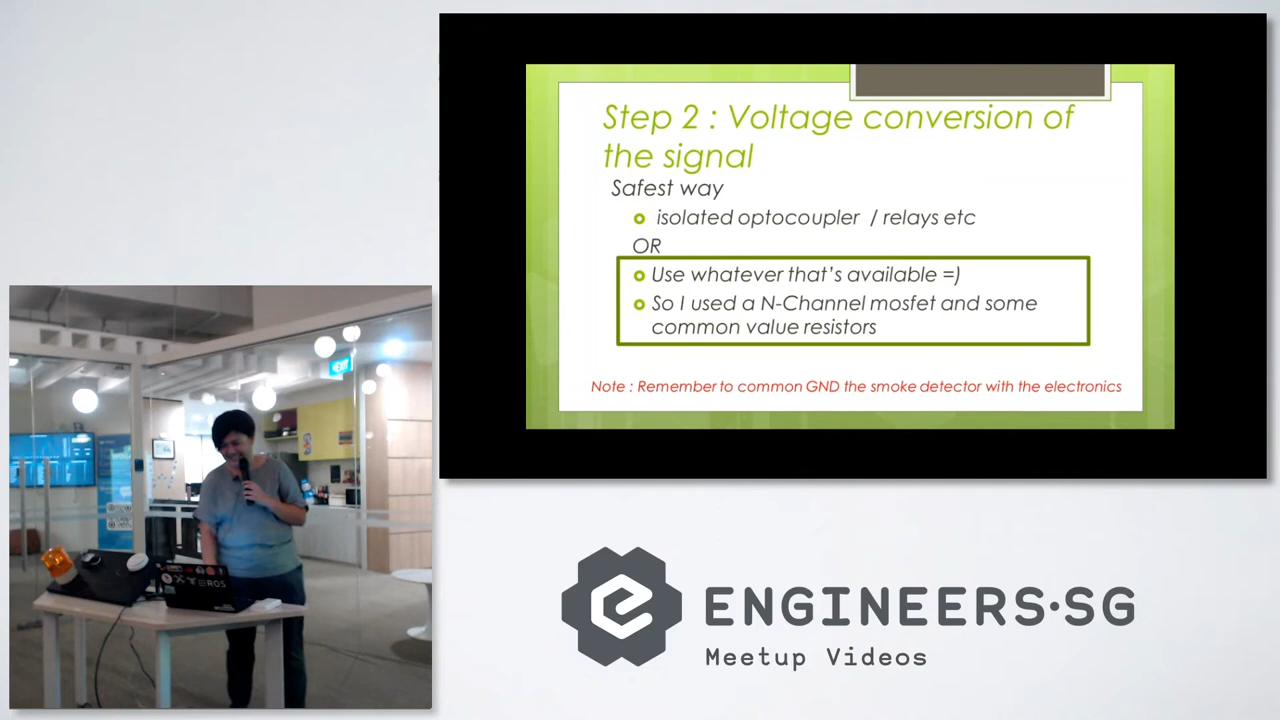 Step 2 : Voltage conversion of
the signal
Safest way
isolated optocoupler / relays etc
OR
Use whatever that's available =)
So I used a N-Channel mosfet and some
common value resistors
Note : Remember to common GND the smoke detector with the electronics
EXIT
ROS
ENGINEERS·SG
Meetup Videos